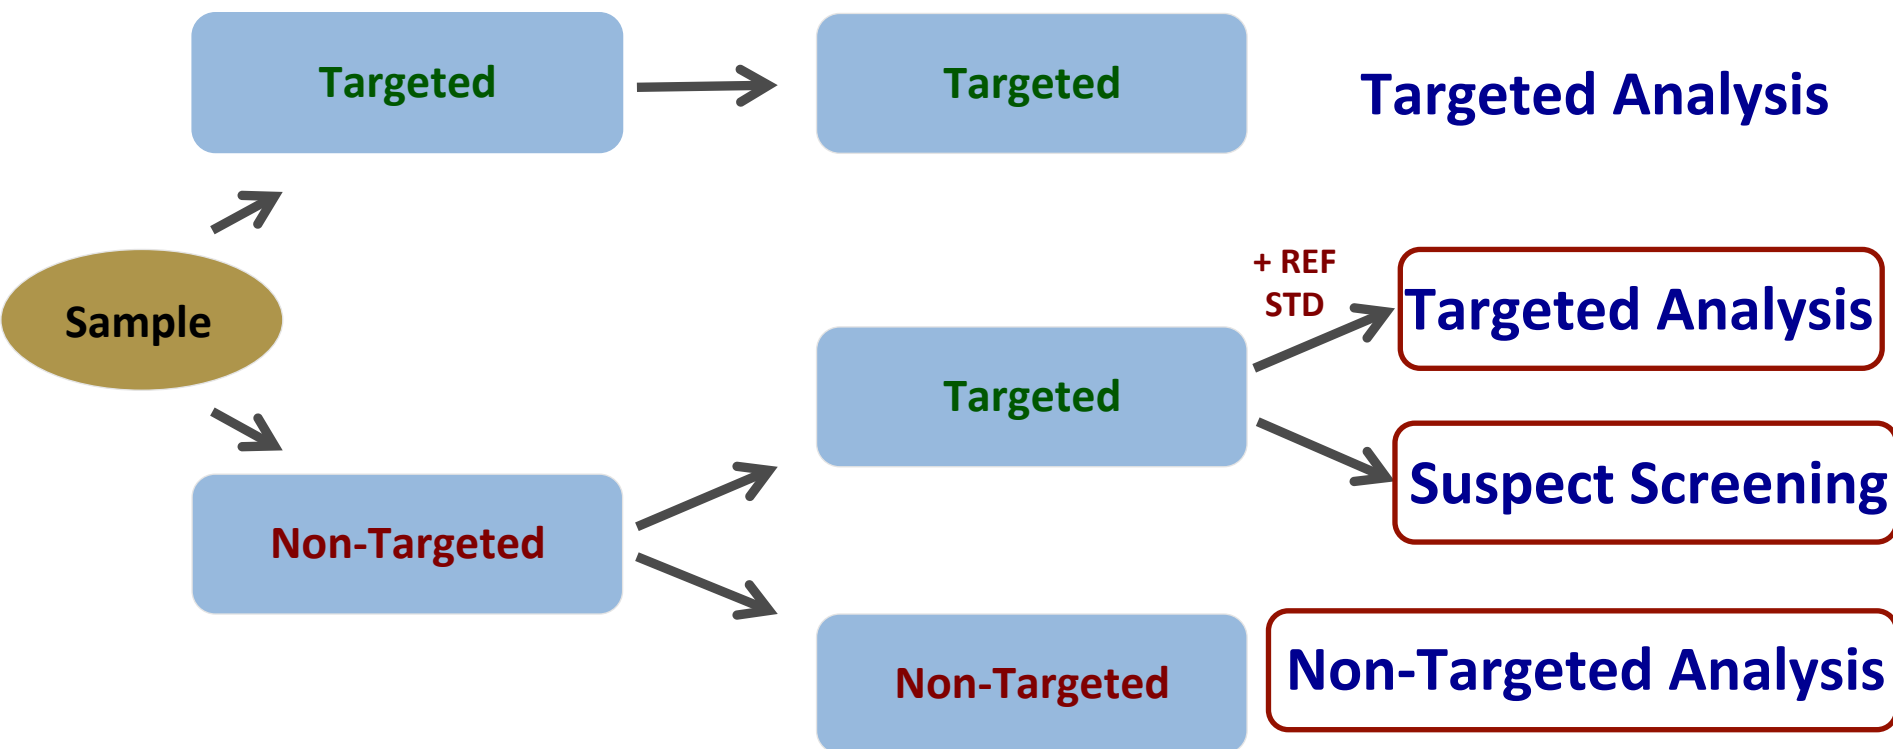 Targeted
Targeted
Targeted Analysis
+ REF
STD
Targeted Analysis
Sample
Targeted
Suspect Screening
Non-Targeted
Non-Targeted
Non-Targeted Analysis